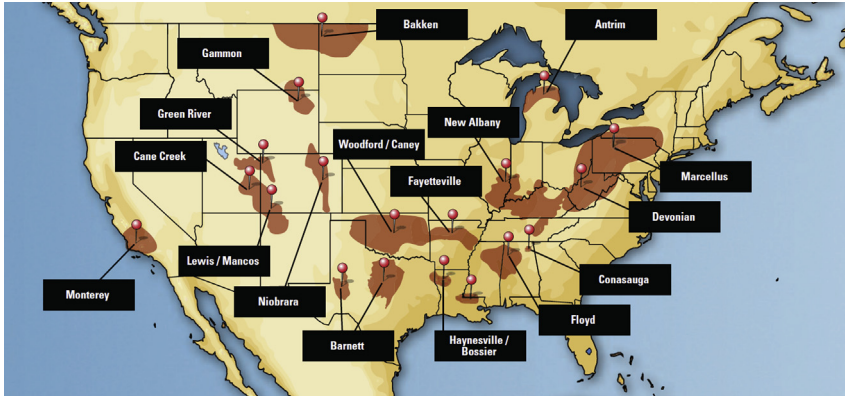 Bakken
Antrim
Gammon
Green River
New Albany
Woodford / Caney
Cane Creek
Fayetteville
Marcellus
Devonian
Lewis / Mancos
Conasauga
Monterey
Niobrara
Floyd
Barnett
Haynesville /
Bossier